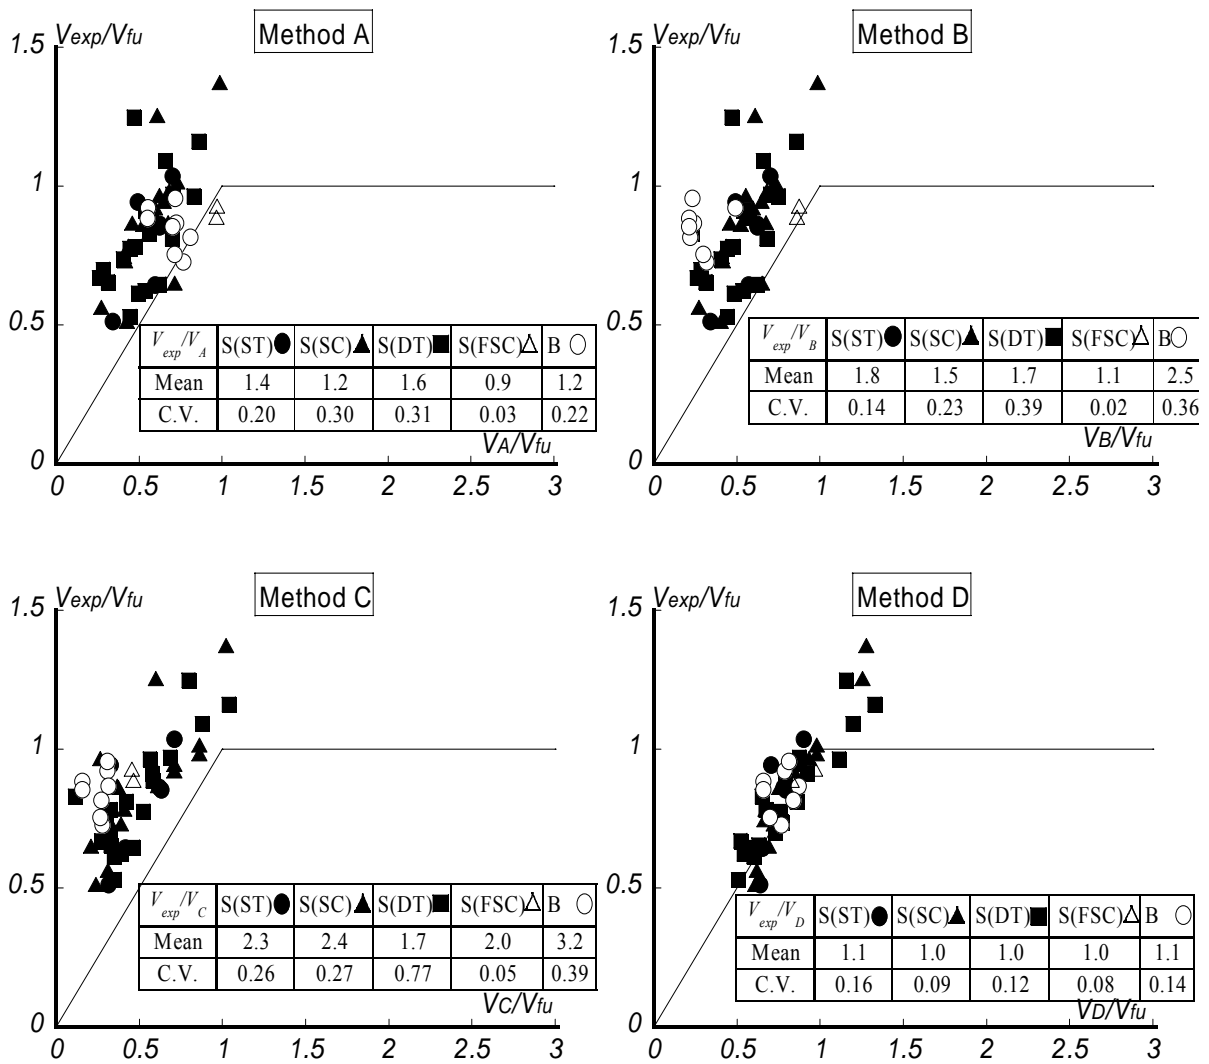 Vexp/Vfu
Method A
1.5
1
0.5
0
Vexp/VA S(ST) S(SC) S(DT) S(FSC) B
Mean 1.4 1.2 1.6 0.9 1.2
C.V. 0.20 0.30 0.31 0.03 0.22
VA/Vfu
0 0.5 1 1.5 2 2.5 3
Vexp/Vfu
Method B
1.5
1
0.5
0
Vexp/VB S(ST) S(SC) S(DT) S(FSC) B
Mean 1.8 1.5 1.7 1.1 2.5
C.V. 0.14 0.23 0.39 0.02 0.36
VB/Vfu
0 0.5 1 1.5 2 2.5 3
Vexp/Vfu
Method C
1.5
1
0.5
0
Vexp/VC S(ST) S(SC) S(DT) S(FSC) B
Mean 2.3 2.4 1.7 2.0 3.2
C.V. 0.26 0.27 0.77 0.05 0.39
VC/Vfu
0 0.5 1 1.5 2 2.5 3
Vexp/Vfu
Method D
1.5
1
0.5
0
Vexp/VD S(ST) S(SC) S(DT) S(FSC) B
Mean 1.1 1.0 1.0 1.0 1.1
C.V. 0.16 0.09 0.12 0.08 0.14
VD/Vfu
0 0.5 1 1.5 2 2.5 3